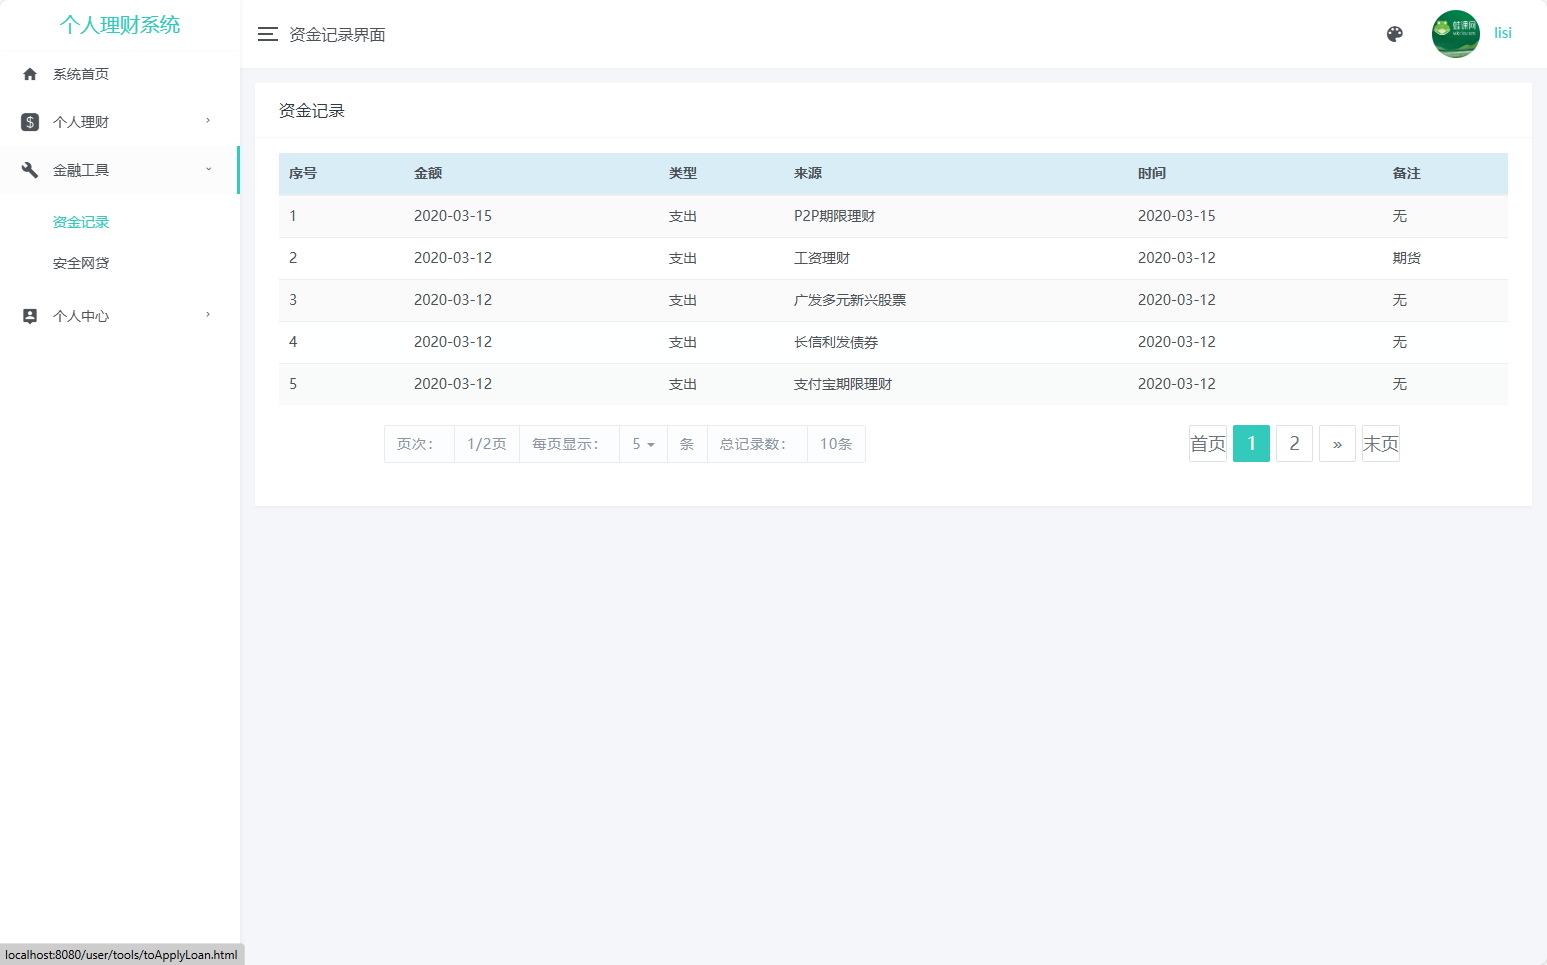 个人理财系统
系统首页
个人理财
金融工具
资金记录
安全网贷
个人中心
资金记录界面
蛙课网
lisi
资金记录
序号 金额 类型 来源 时间 备注
1 2020-03-15 支出 P2P期限理财 2020-03-15 无
2 2020-03-12 支出 工资理财 2020-03-12 期货
3 2020-03-12 支出 广发多元新兴股票 2020-03-12 无
4 2020-03-12 支出 长信利发债券 2020-03-12 无
5 2020-03-12 支出 支付宝期限理财 2020-03-12 无
页次： 1/2页 每页显示： 5 条 总记录数： 10条 首页 1 2 » 末页
localhost:8080/user/tools/toApplyLoan.html